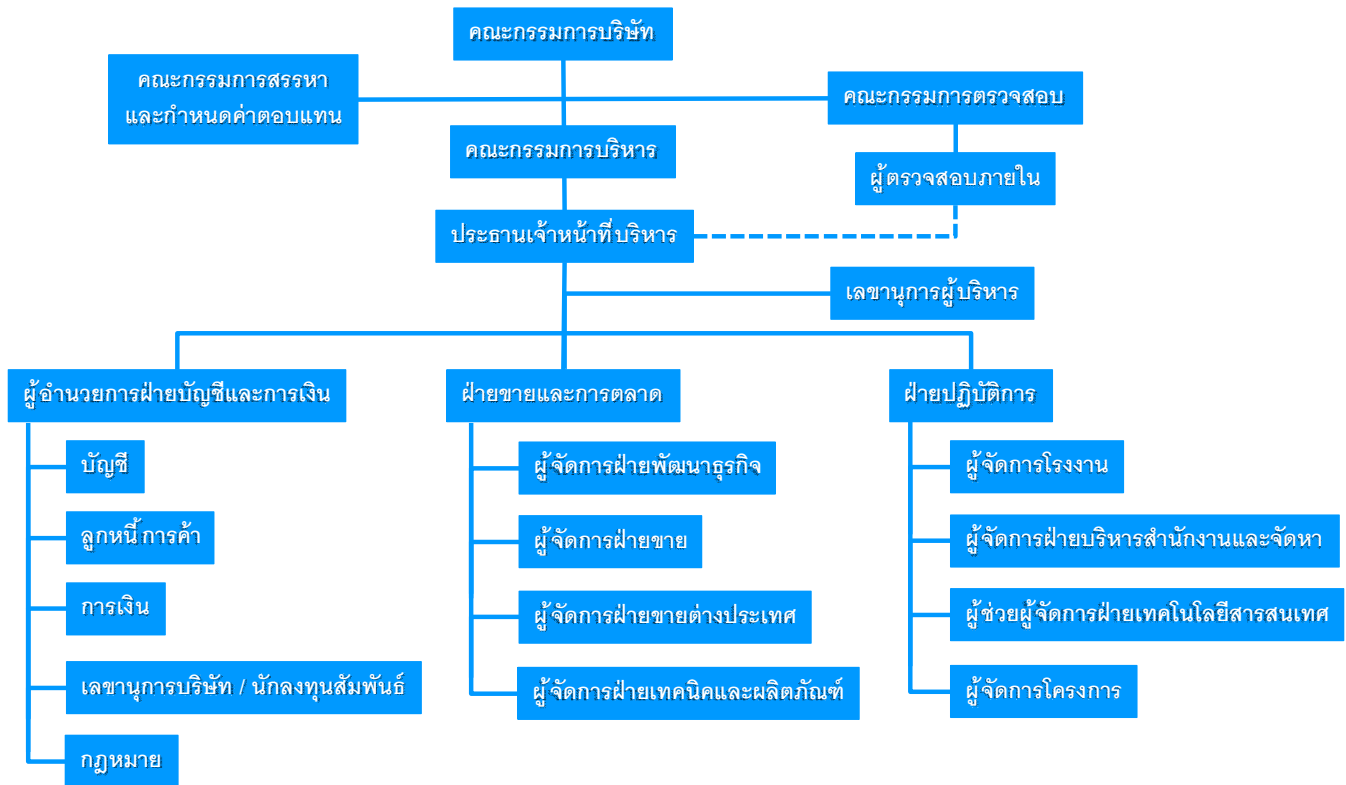 คณะกรรมการบริษัท
คณะกรรมการสรรหา
และกำหนดค่าตอบแทน
คณะกรรมการตรวจสอบ
คณะกรรมการบริหาร
ผู้ตรวจสอบภายใน
ประธานเจ้าหน้าที่บริหาร
เลขานุการผู้บริหาร
ผู้อำนวยการฝ่ายบัญชีและการเงิน
บัญชี
ลูกหนี้การค้า
การเงิน
เลขานุการบริษัท / นักลงทุนสัมพันธ์
กฎหมาย
ฝ่ายขายและการตลาด
ผู้จัดการฝ่ายพัฒนาธุรกิจ
ผู้จัดการฝ่ายขาย
ผู้จัดการฝ่ายขายต่างประเทศ
ผู้จัดการฝ่ายเทคนิคและผลิตภัณฑ์
ฝ่ายปฏิบัติการ
ผู้จัดการโรงงาน
ผู้จัดการฝ่ายบริหารสำนักงานและจัดหา
ผู้ช่วยผู้จัดการฝ่ายเทคโนโลยีสารสนเทศ
ผู้จัดการโครงการ